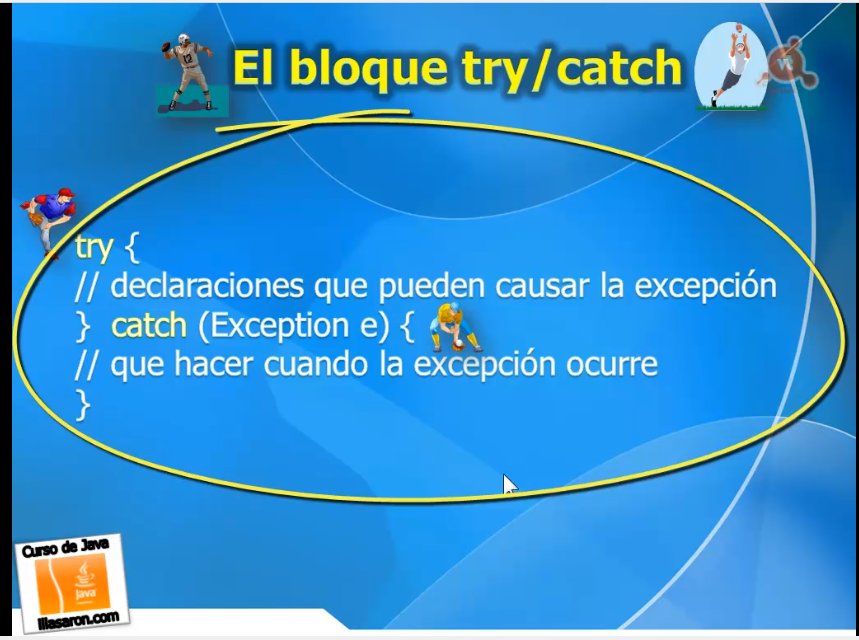 El bloque try/catch
try {
// declaraciones que pueden causar la excepción
} catch (Exception e) {
// que hacer cuando la excepción ocurre
}
Curso de Java
java
illasaron.com